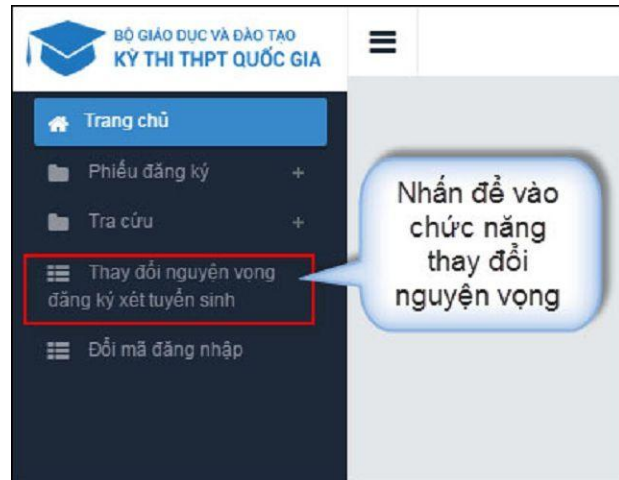 BỘ GIÁO DỤC VÀ ĐÀO TẠO
KỲ THI THPT QUỐC GIA
Trang chủ
Phiếu đăng ký +
Tra cứu +
Thay đổi nguyện vọng
đăng ký xét tuyển sinh
Đổi mã đăng nhập
Nhấn để vào
chức năng
thay đổi
nguyện vọng